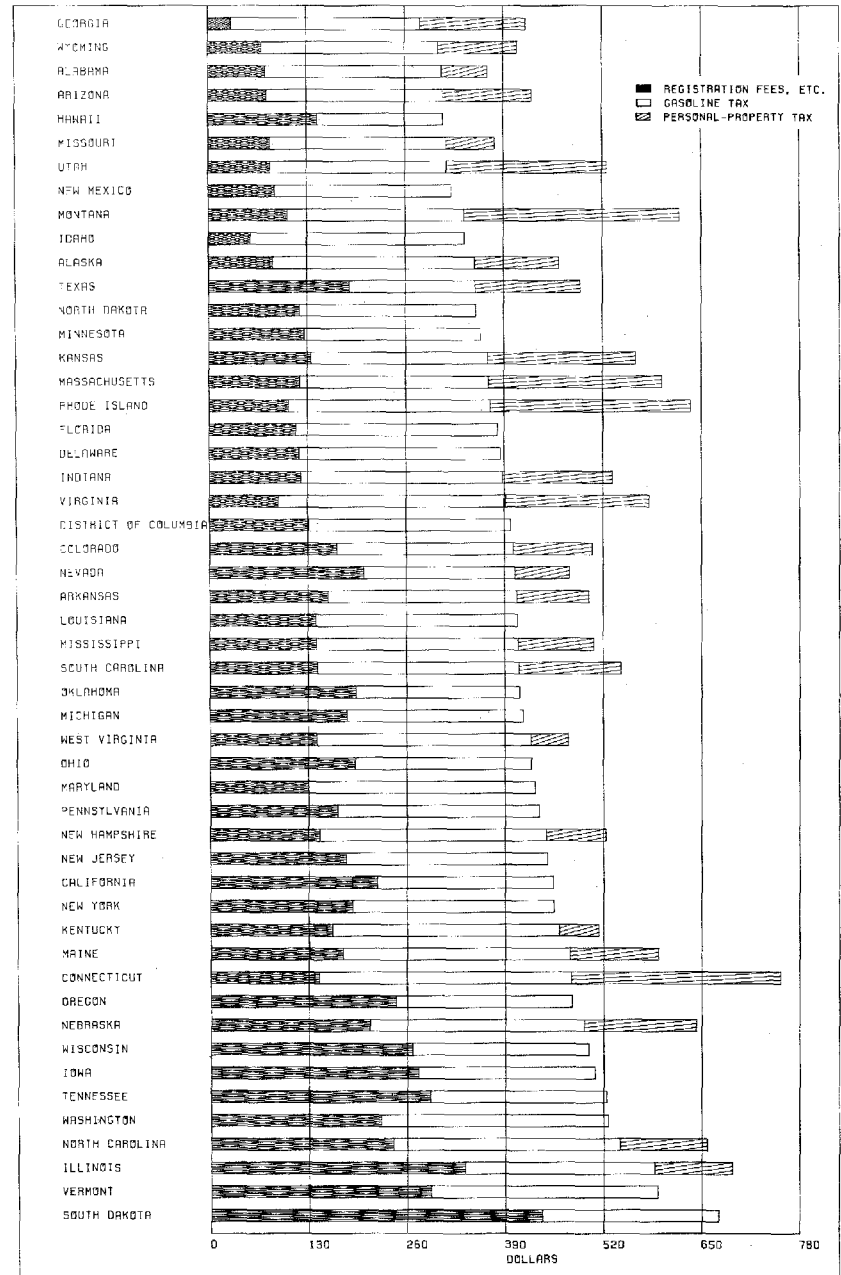 GEORGIA
WYOMING
ALABAMA
ARIZONA
REGISTRATION FEES, ETC.
GASOLINE TAX
PERSONAL-PROPERTY TAX
HAWAII
MISSOURI
UTAH
NEW MEXICO
MONTANA
IDAHO
ALASKA
TEXAS
NORTH DAKOTA
MINNESOTA
KANSAS
MASSACHUSETTS
RHODE ISLAND
FLORIDA
DELAWARE
INDIANA
VIRGINIA
DISTRICT OF COLUMBIA
COLORADO
NEVADA
ARKANSAS
LOUISIANA
MISSISSIPPI
SOUTH CAROLINA
OKLAHOMA
MICHIGAN
WEST VIRGINIA
OHIO
MARYLAND
PENNSYLVANIA
NEW HAMPSHIRE
NEW JERSEY
CALIFORNIA
NEW YORK
KENTUCKY
MAINE
CONNECTICUT
OREGON
NEBRASKA
WISCONSIN
IOWA
TENNESSEE
WASHINGTON
NORTH CAROLINA
ILLINOIS
VERMONT
SOUTH DAKOTA
0 130 260 390 520 650 780
DOLLARS